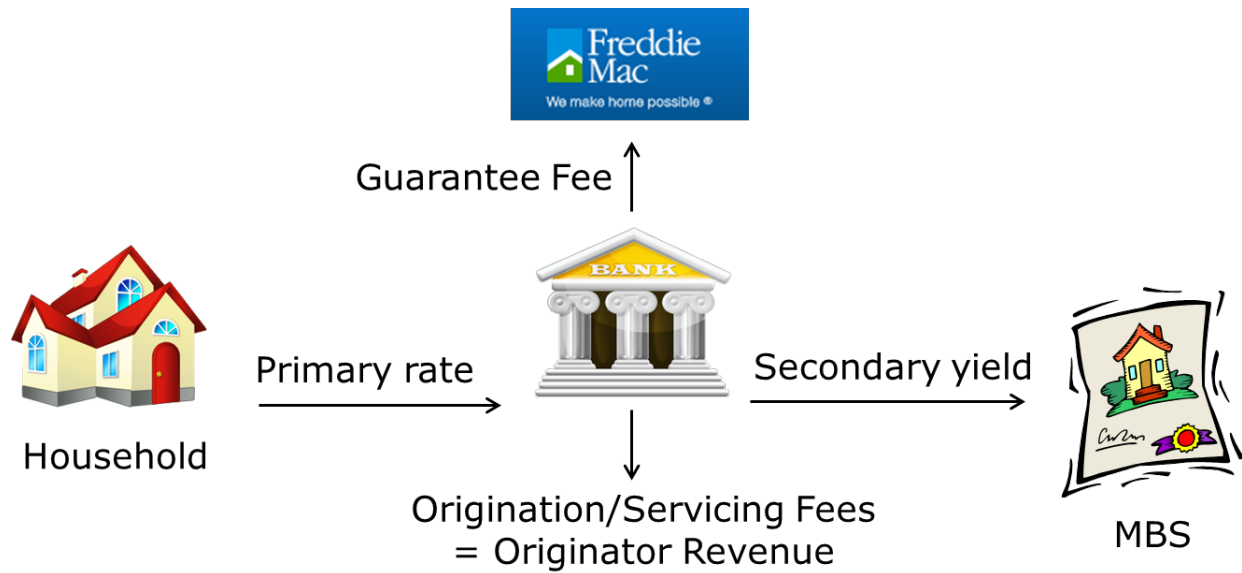 Freddie
Mac
We make home possible ®
Guarantee Fee
BANK
Primary rate
Secondary yield
Household
Origination/Servicing Fees
= Originator Revenue
MBS